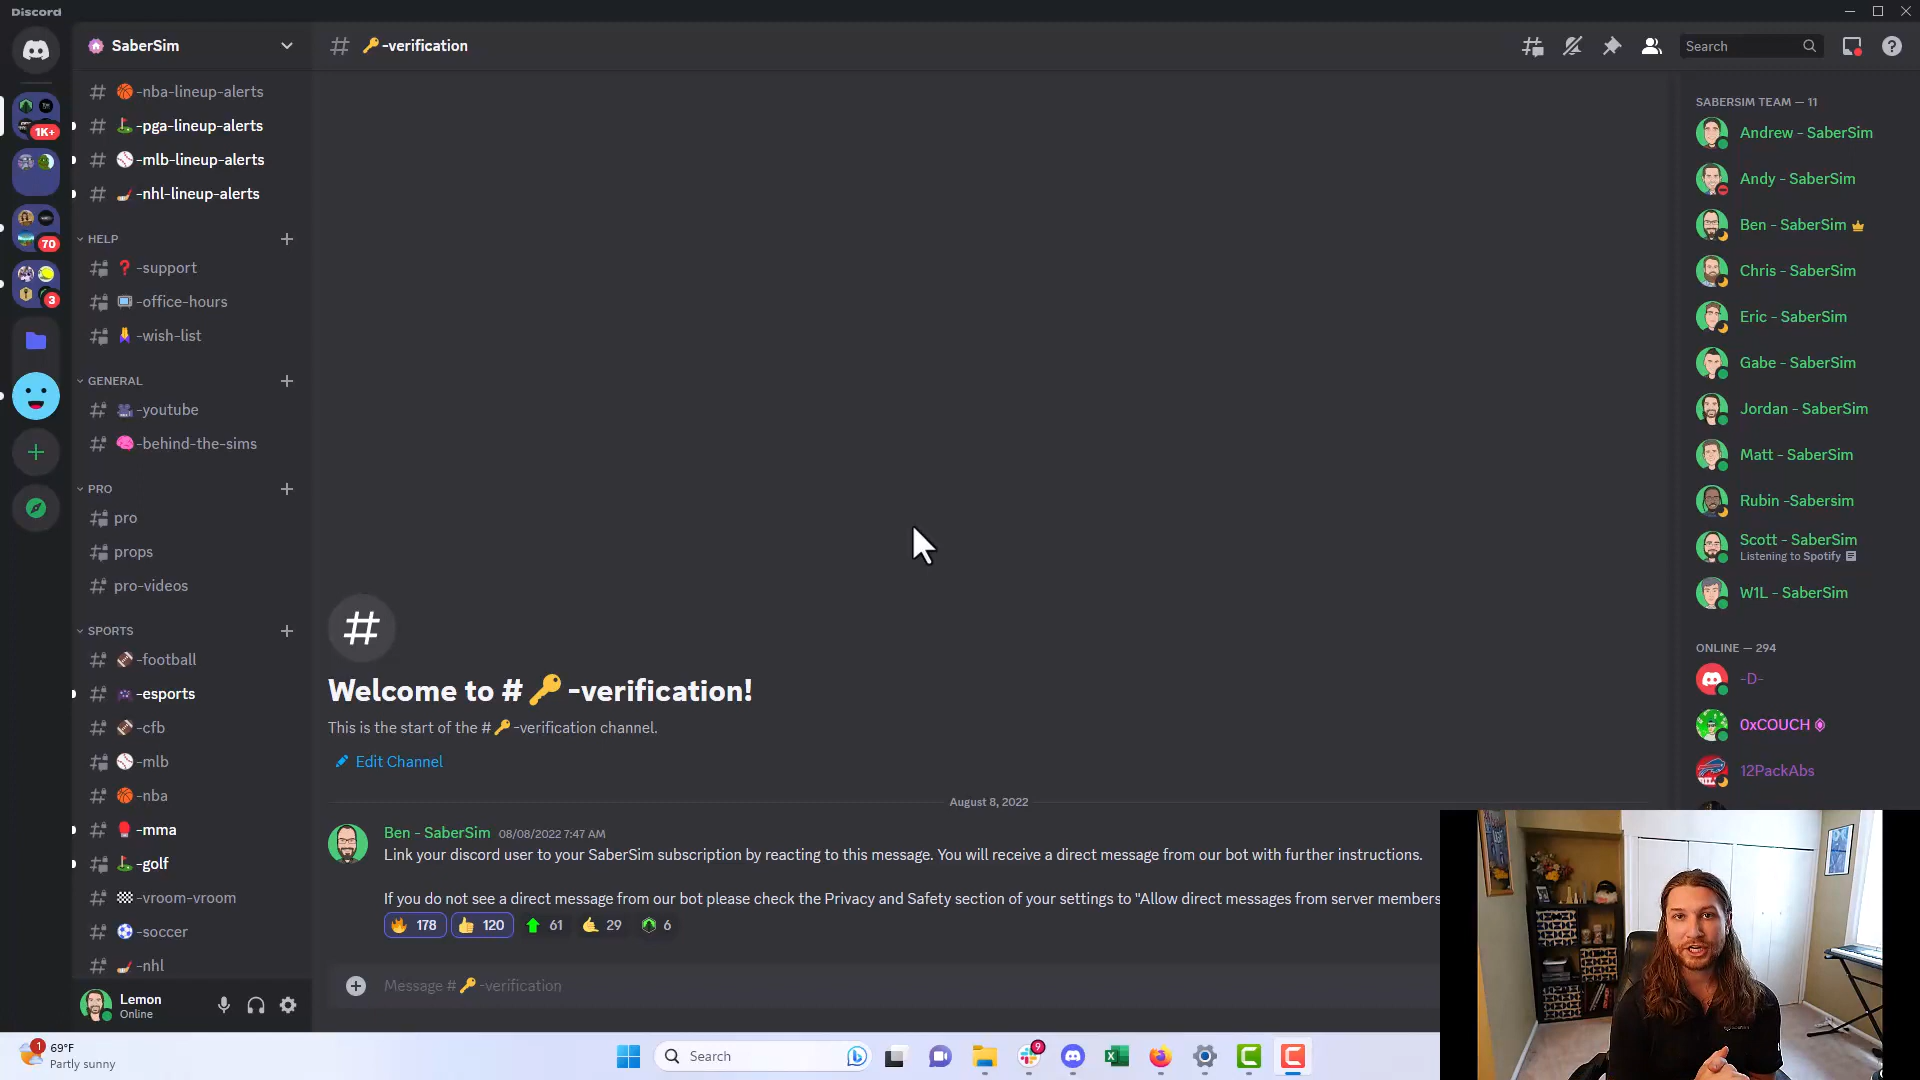 Discord
SaberSim
-verification
Search
-nba-lineup-alerts
-pga-lineup-alerts
-mlb-lineup-alerts
-nhl-lineup-alerts
HELP
-support
-office-hours
-wish-list
GENERAL
-youtube
-behind-the-sims
PRO
pro
props
pro-videos
SPORTS
-football
-esports
-cfb
-mlb
-nba
-mma
-golf
-vroom-vroom
-soccer
-nhl
1K+
70
3
Lemon
Online
Welcome to # 🔑 -verification!
This is the start of the # 🔑 -verification channel.
Edit Channel
August 8, 2022
Ben - SaberSim 08/08/2022 7:47 AM
Link your discord user to your SaberSim subscription by reacting to this message. You will receive a direct message from our bot with further instructions.
If you do not see a direct message from our bot please check the Privacy and Safety section of your settings to "Allow direct messages from server members
178 120 61 29 6
Message # 🔑 -verification
SABERSIM TEAM — 11
Andrew - SaberSim
Andy - SaberSim
Ben - SaberSim
Chris - SaberSim
Eric - SaberSim
Gabe - SaberSim
Jordan - SaberSim
Matt - SaberSim
Rubin -Sabersim
Scott - SaberSim
Listening to Spotify
W1L - SaberSim
ONLINE — 294
-D-
0xCOUCH
12PackAbs
1
69°F
Partly sunny
Search
9